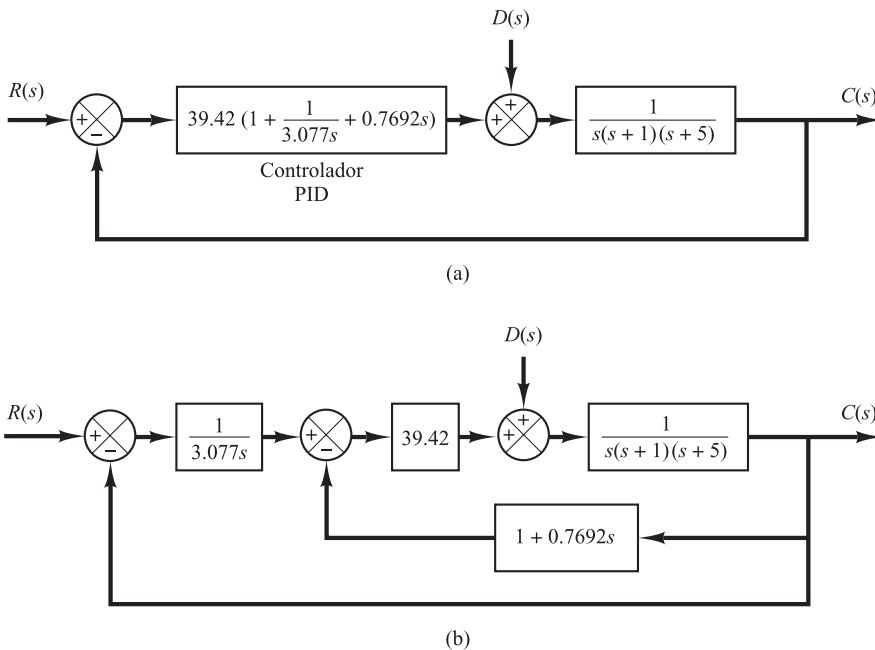 D(s)
R(s)
C(s)
+
−
39.42 (1 + 1/3.077s + 0.7692s)
+
+
1/s(s + 1)(s + 5)
Controlador
PID
(a)
D(s)
R(s)
C(s)
+
−
1/3.077s
+
−
39.42
+
+
1/s(s + 1)(s + 5)
1 + 0.7692s
(b)